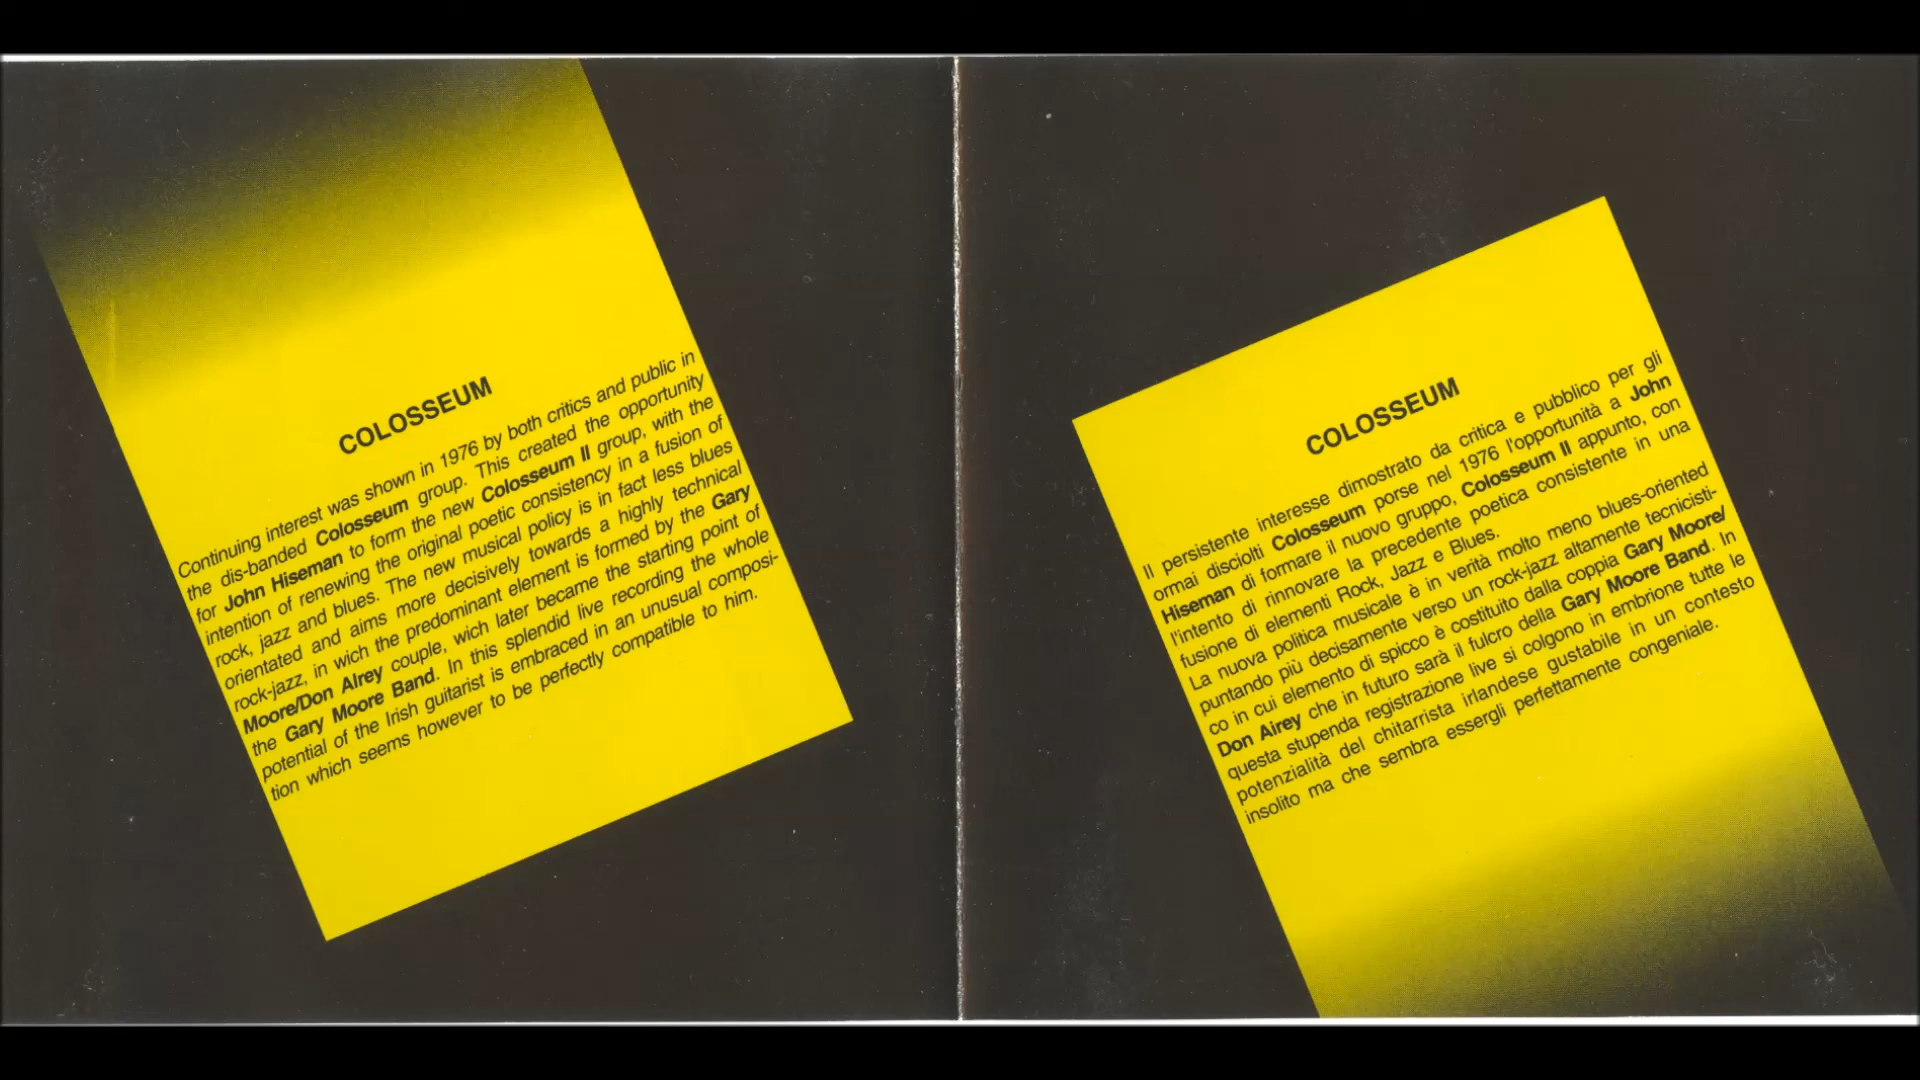 COLOSSEUM
Continuing interest was shown in 1976 by both critics and public in
the dis-banded Colosseum group. This created the opportunity
for John Hiseman to form the new Colosseum II group, with the
intention of renewing the original poetic consistency in a fusion of
rock, jazz and blues. The new musical policy is in fact less blues
orientated and aims more decisively towards a highly technical
rock-jazz, in wich the predominant element is formed by the Gary
Moore/Don Alrey couple, wich later became the starting point of
the Gary Moore Band. In this splendid live recording the whole
potential of the Irish guitarist is embraced in an unusual composi-
tion which seems however to be perfectly compatible to him.
COLOSSEUM
Il persistente interesse dimostrato da critica e pubblico per gli
ormai disciolti Colosseum porse nel 1976 l'opportunità a John
Hiseman di formare il nuovo gruppo, Colosseum II appunto, con
l'intento di rinnovare la precedente poetica consistente in una
fusione di elementi Rock, Jazz e Blues.
La nuova politica musicale è in verità molto meno blues-oriented
puntando più decisamente verso un rock-jazz altamente tecnicisti-
co in cui elemento di spicco è costituito dalla coppia Gary Moore/
Don Airey che in futuro sarà il fulcro della Gary Moore Band. In
questa stupenda registrazione live si colgono in embrione tutte le
potenzialità del chitarrista irlandese gustabile in un contesto
insolito ma che sembra essergli perfettamente congeniale.